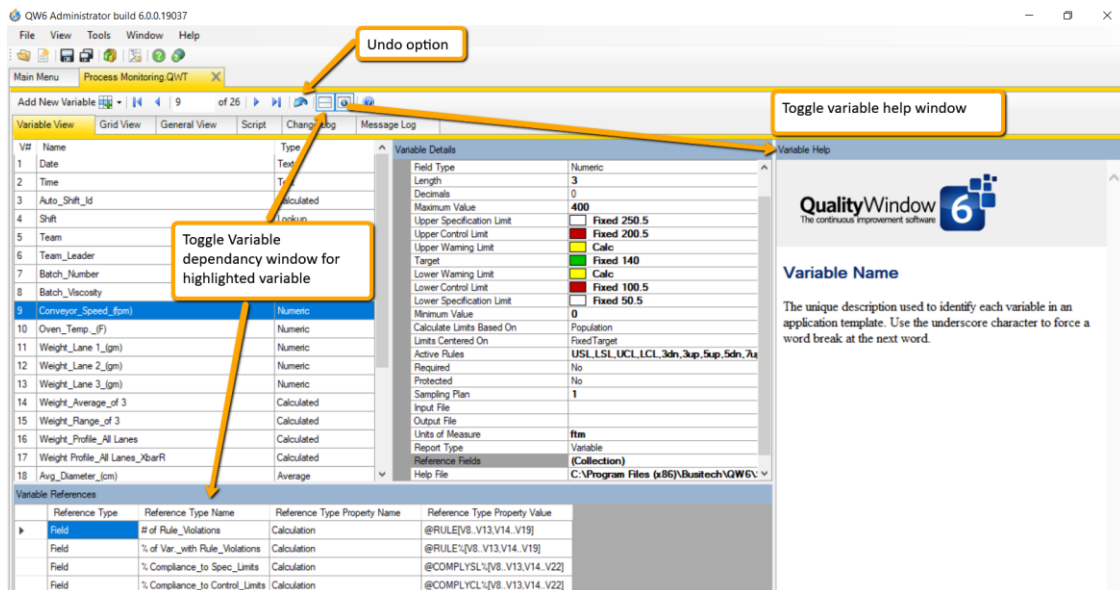 QW6 Administrator build 6.0.0.19037
File View Tools Window Help
Undo option
Main Menu Process Monitoring.QWT X
Add New Variable 9 of 26
Toggle variable help window
Variable View Grid View General View Script Change Log Message Log
V# Name Type
1 Date Text
2 Time
3 Auto_Shift_Id Calculated
4 Shift Lookup
5 Team
6 Team_Leader
7 Batch_Number
8 Batch_Viscosity
9 Conveyor_Speed_(fpm) Numeric
10 Oven_Temp._(F) Numeric
11 Weight_Lane 1_(gm) Numeric
12 Weight_Lane 2_(gm) Numeric
13 Weight_Lane 3_(gm) Numeric
14 Weight_Average_of 3 Calculated
15 Weight_Range_of 3 Calculated
16 Weight_Profile_All Lanes Calculated
17 Weight Profile_All Lanes_XbarR Calculated
18 Avg_Diameter_(cm) Average
Toggle Variable
dependancy window for
highlighted variable
Variable Details
Field Type Numeric
Length 3
Decimals 0
Maximum Value 400
Upper Specification Limit Fixed 250.5
Upper Control Limit Fixed 200.5
Upper Warning Limit Calc
Target Fixed 140
Lower Warning Limit Calc
Lower Control Limit Fixed 100.5
Lower Specification Limit Fixed 50.5
Minimum Value 0
Calculate Limits Based On Population
Limits Centered On FixedTarget
Active Rules USL,LSL,UCL,LCL,3dn,3up,5up,5dn,7u
Required No
Protected No
Sampling Plan 1
Input File
Output File
Units of Measure ftm
Report Type Variable
Reference Fields (Collection)
Help File C:\Program Files (x86)\Busitech\QW6\
Variable Help
QualityWindow 6
The continuous improvement software
Variable Name
The unique description used to identify each variable in an
application template. Use the underscore character to force a
word break at the next word.
Variable References
Reference Type Reference Type Name Reference Type Property Name Reference Type Property Value
Field # of Rule_Violations Calculation @RULE[V8..V13,V14..V19]
Field % of Var._with Rule_Violations Calculation @RULE%[V8..V13,V14..V19]
Field % Compliance_to Spec_Limits Calculation @COMPLYSL%[V8..V13,V14..V22]
Field % Compliance_to Control_Limits Calculation @COMPLYCL%[V8..V13,V14..V22]